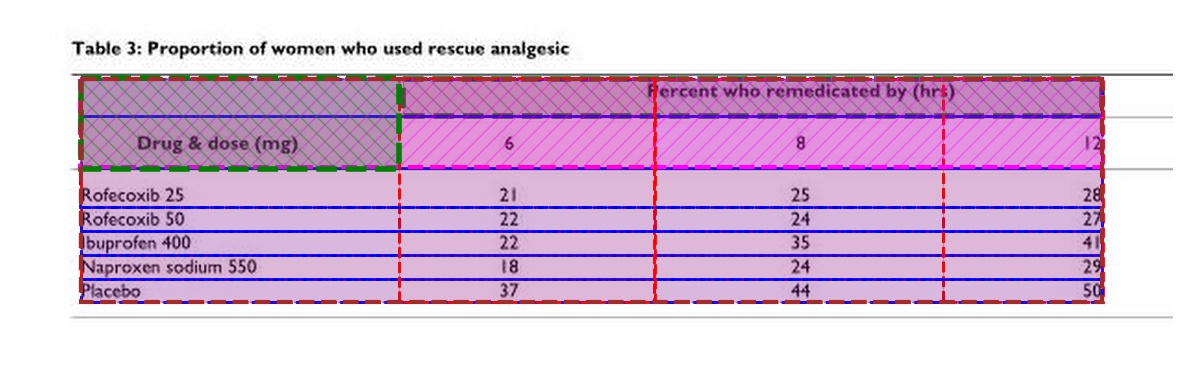 Table 3: Proportion of women who used rescue analgesic
Percent who remedicated by (hrs)
Drug & dose (mg) 6 8 12
Rofecoxib 25 21 25 28
Rofecoxib 50 22 24 27
Ibuprofen 400 22 35 41
Naproxen sodium 550 18 24 29
Placebo 37 44 50